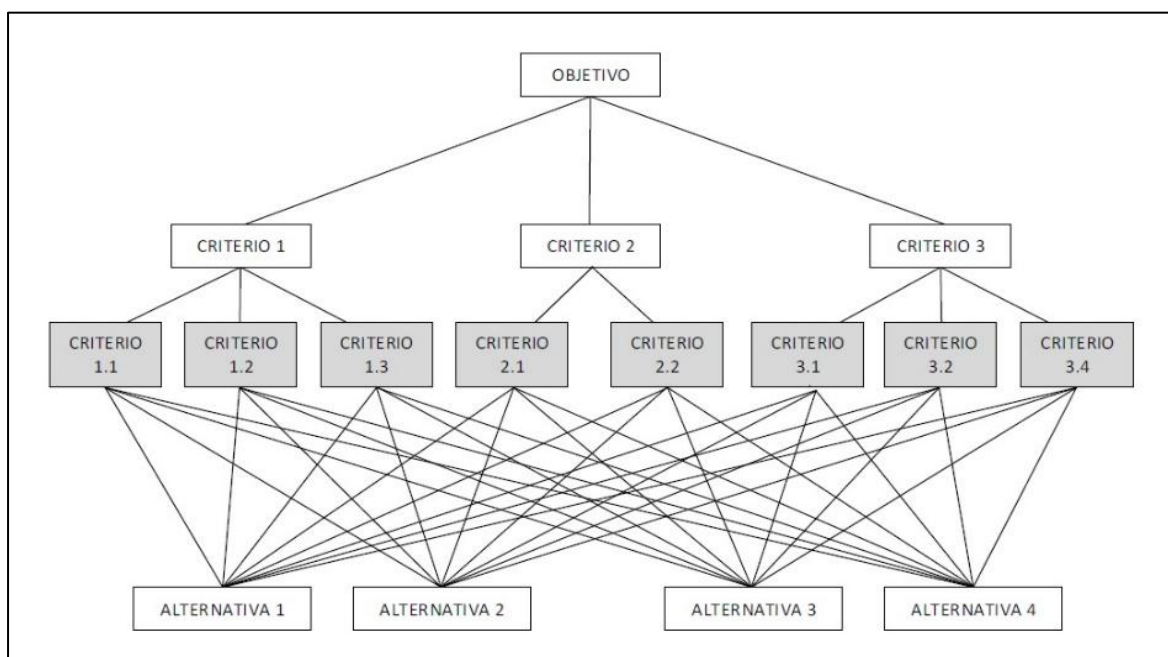 OBJETIVO
CRITERIO 1
CRITERIO 2
CRITERIO 3
CRITERIO
1.1
CRITERIO
1.2
CRITERIO
1.3
CRITERIO
2.1
CRITERIO
2.2
CRITERIO
3.1
CRITERIO
3.2
CRITERIO
3.4
ALTERNATIVA 1
ALTERNATIVA 2
ALTERNATIVA 3
ALTERNATIVA 4